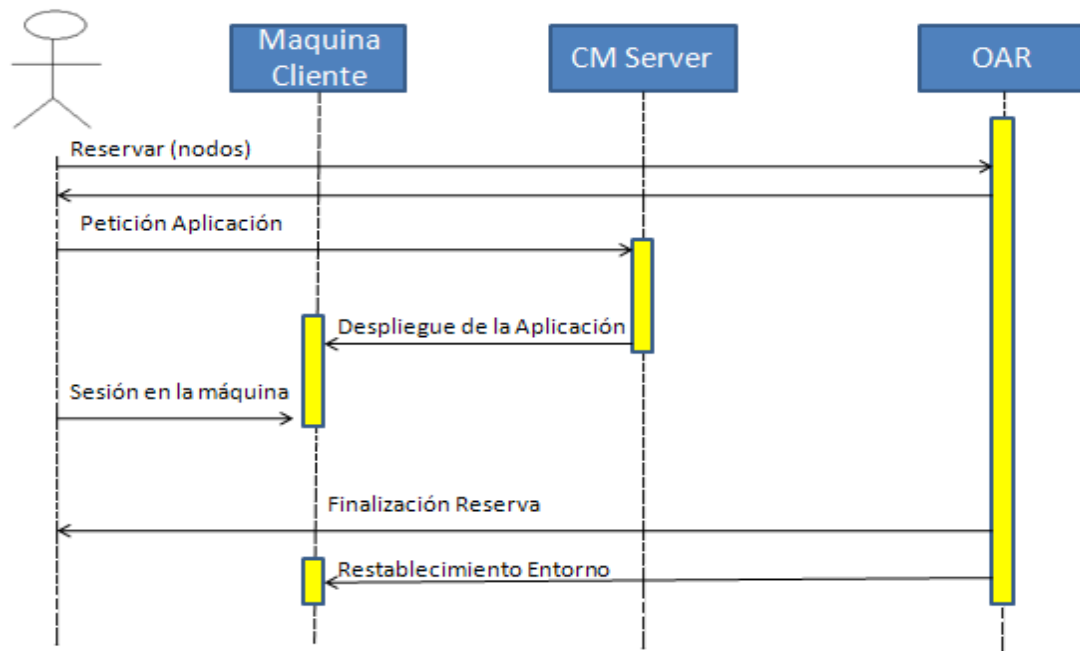 Maquina
Cliente
CM Server
OAR
Reservar (nodos)
Petición Aplicación
Despliegue de la Aplicación
Sesión en la máquina
Finalización Reserva
Restablecimiento Entorno